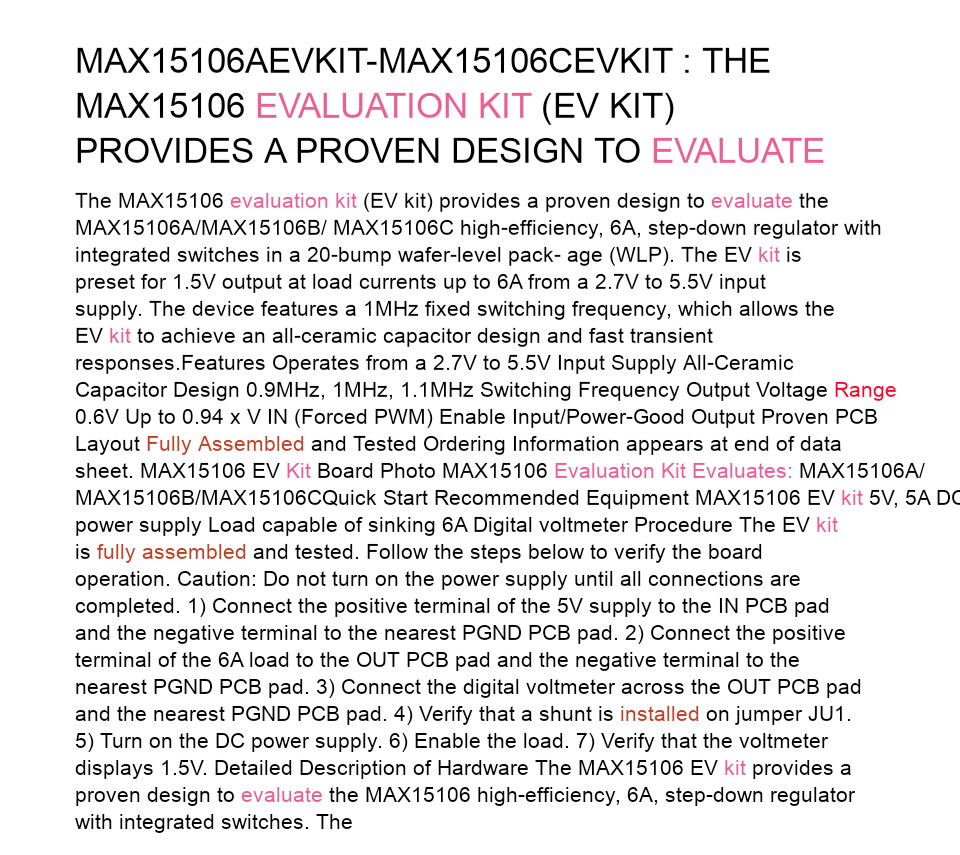 MAX15106AEVKIT-MAX15106CEVKIT : THE
MAX15106 EVALUATION KIT (EV KIT)
PROVIDES A PROVEN DESIGN TO EVALUATE
The MAX15106 evaluation kit (EV kit) provides a proven design to evaluate the
MAX15106A/MAX15106B/ MAX15106C high-efficiency, 6A, step-down regulator with
integrated switches in a 20-bump wafer-level pack- age (WLP). The EV kit is
preset for 1.5V output at load currents up to 6A from a 2.7V to 5.5V input
supply. The device features a 1MHz fixed switching frequency, which allows the
EV kit to achieve an all-ceramic capacitor design and fast transient
responses.Features Operates from a 2.7V to 5.5V Input Supply All-Ceramic
Capacitor Design 0.9MHz, 1MHz, 1.1MHz Switching Frequency Output Voltage Range
0.6V Up to 0.94 x V IN (Forced PWM) Enable Input/Power-Good Output Proven PCB
Layout Fully Assembled and Tested Ordering Information appears at end of data
sheet. MAX15106 EV Kit Board Photo MAX15106 Evaluation Kit Evaluates: MAX15106A/
MAX15106B/MAX15106CQuick Start Recommended Equipment MAX15106 EV kit 5V, 5A DC
power supply Load capable of sinking 6A Digital voltmeter Procedure The EV kit
is fully assembled and tested. Follow the steps below to verify the board
operation. Caution: Do not turn on the power supply until all connections are
completed. 1) Connect the positive terminal of the 5V supply to the IN PCB pad
and the negative terminal to the nearest PGND PCB pad. 2) Connect the positive
terminal of the 6A load to the OUT PCB pad and the negative terminal to the
nearest PGND PCB pad. 3) Connect the digital voltmeter across the OUT PCB pad
and the nearest PGND PCB pad. 4) Verify that a shunt is installed on jumper JU1.
5) Turn on the DC power supply. 6) Enable the load. 7) Verify that the voltmeter
displays 1.5V. Detailed Description of Hardware The MAX15106 EV kit provides a
proven design to evaluate the MAX15106 high-efficiency, 6A, step-down regulator
with integrated switches. The